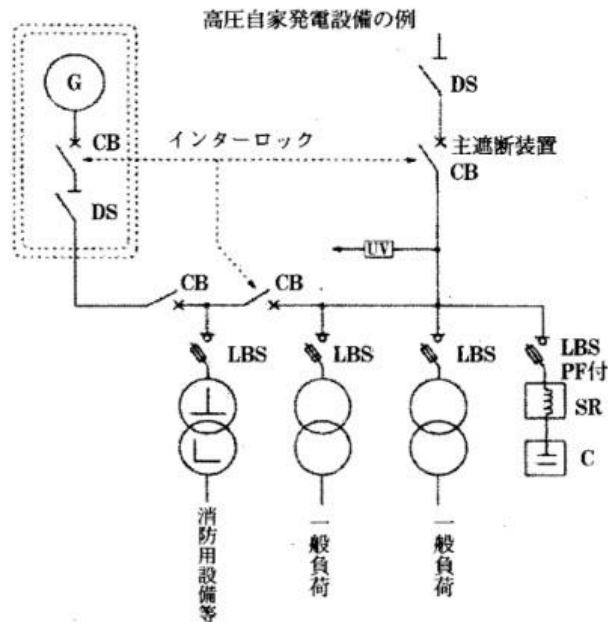 高圧自家発電設備の例
G
CB
DS
インターロック
DS
主遮断装置
CB
UV
CB
CB
LBS
LBS
LBS
LBS
PF付
SR
C
消防用設備等
一般負荷
一般負荷